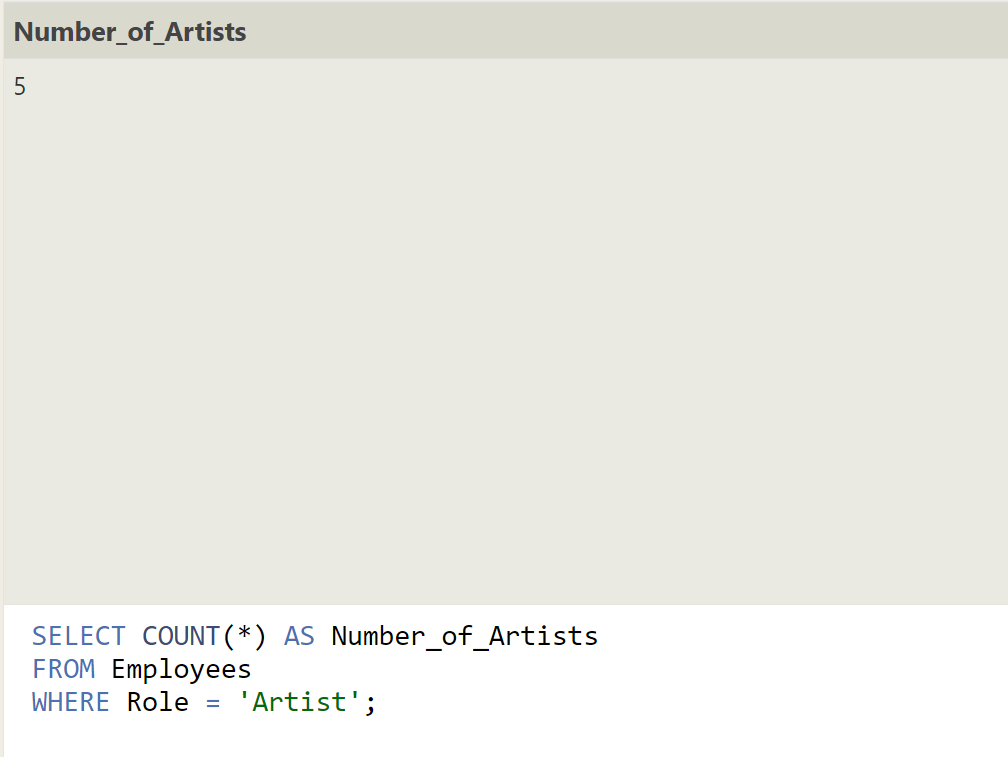 Number_of_Artists
5
SELECT COUNT(*) AS Number_of_Artists
FROM Employees
WHERE Role = 'Artist';